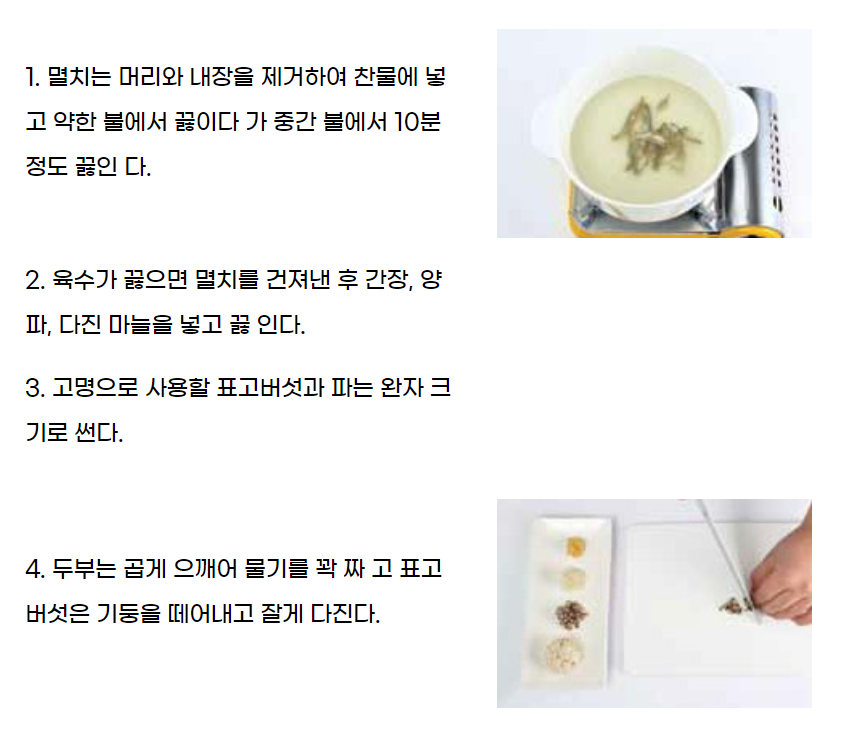 1. 멸치는 머리와 내장을 제거하여 찬물에 넣
고 약한 불에서 끓이다 가 중간 불에서 10분
정도 끓인 다.
2. 육수가 끓으면 멸치를 건져낸 후 간장, 양
파, 다진 마늘을 넣고 끓 인다.
3. 고명으로 사용할 표고버섯과 파는 완자 크
기로 썬다.
4. 두부는 곱게 으깨어 물기를 꽉 짜 고 표고
버섯은 기둥을 떼어내고 잘게 다진다.